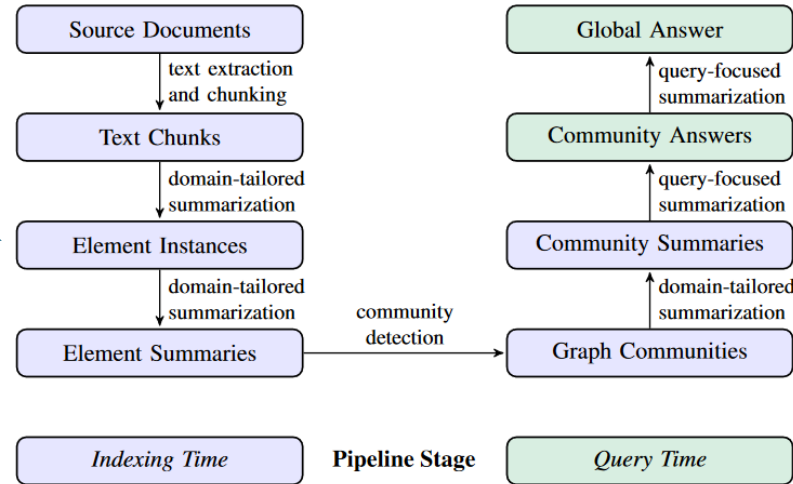 Source Documents
text extraction
and chunking
Text Chunks
domain-tailored
summarization
Element Instances
domain-tailored
summarization
Element Summaries
community
detection
Graph Communities
domain-tailored
summarization
Community Summaries
query-focused
summarization
Community Answers
query-focused
summarization
Global Answer
Indexing Time
Pipeline Stage
Query Time